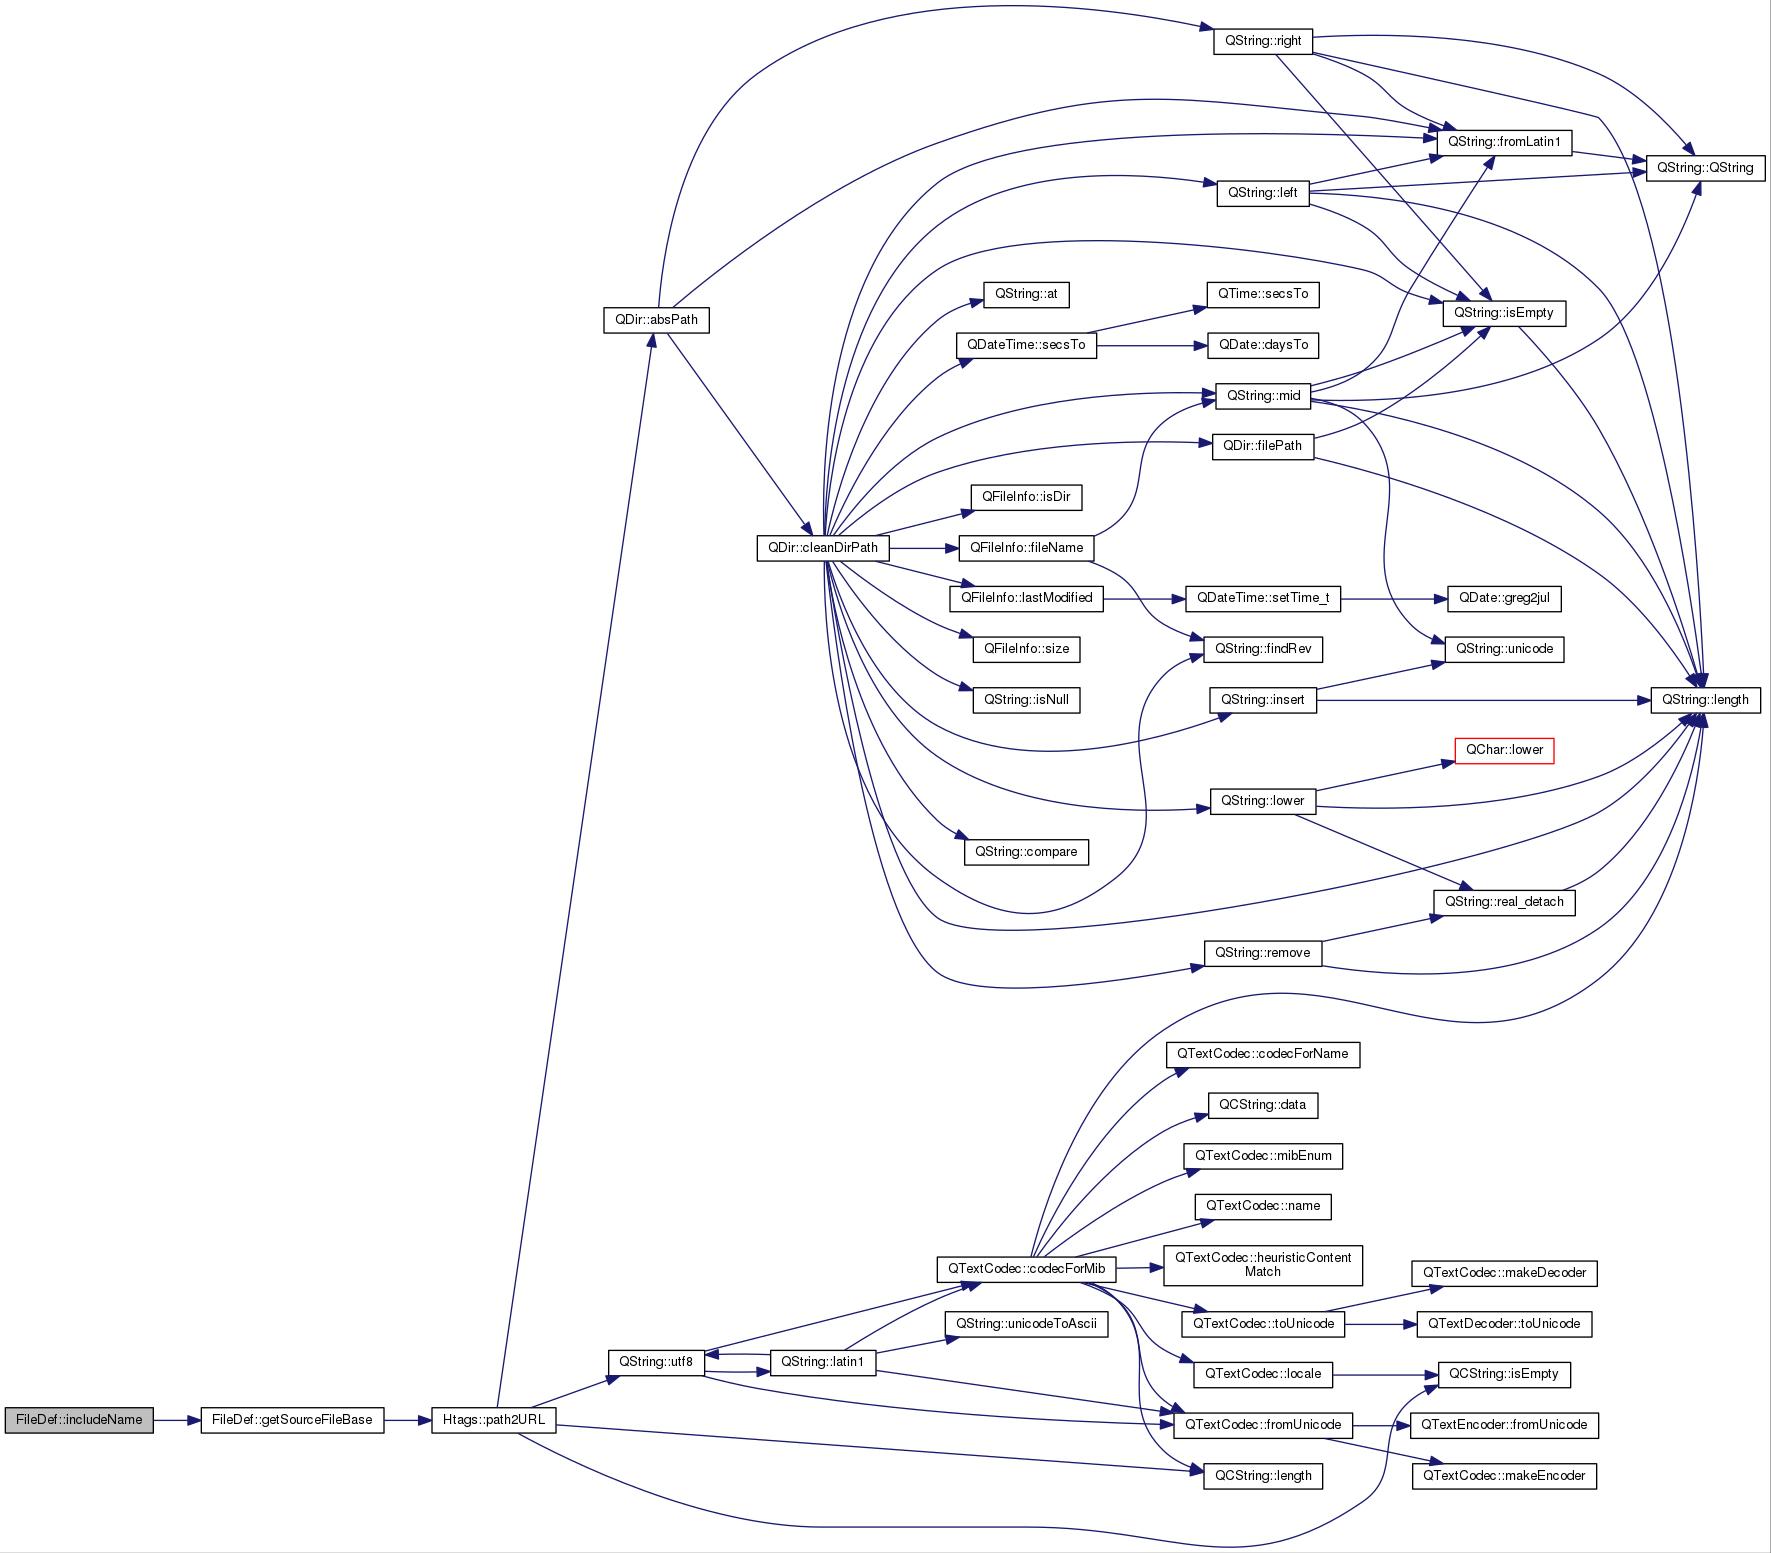 QString::right
QString::fromLatin1
QString::QString
QString::left
QString::at
QTime::secsTo
QString::isEmpty
QDir::absPath
QDateTime::secsTo
QDate::daysTo
QString::mid
QDir::filePath
QFileInfo::isDir
QDir::cleanDirPath
QFileInfo::fileName
QFileInfo::lastModified
QDateTime::setTime_t
QDate::greg2jul
QFileInfo::size
QString::findRev
QString::unicode
QString::isNull
QString::insert
QString::length
QChar::lower
QString::lower
QString::compare
QString::real_detach
QString::remove
QTextCodec::codecForName
QCString::data
QTextCodec::mibEnum
QTextCodec::name
QTextCodec::codecForMib
QTextCodec::heuristicContent
Match
QTextCodec::makeDecoder
QString::unicodeToAscii
QTextCodec::toUnicode
QTextDecoder::toUnicode
QString::utf8
QString::latin1
QTextCodec::locale
QCString::isEmpty
FileDef::includeName
FileDef::getSourceFileBase
Htags::path2URL
QTextCodec::fromUnicode
QTextEncoder::fromUnicode
QCString::length
QTextCodec::makeEncoder